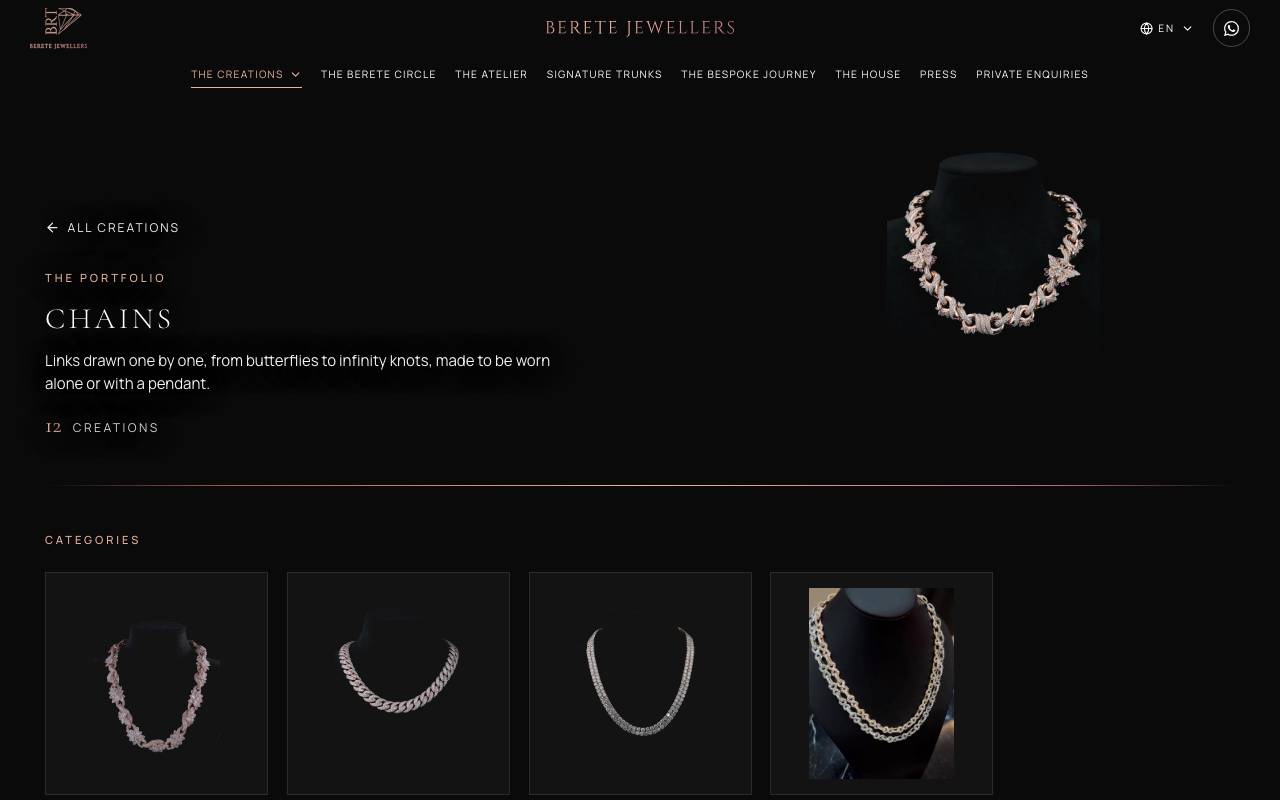 BRT
BERETE JEWELLERS
BERETE JEWELLERS
EN
THE CREATIONS
THE BERETE CIRCLE
THE ATELIER
SIGNATURE TRUNKS
THE BESPOKE JOURNEY
THE HOUSE
PRESS
PRIVATE ENQUIRIES
ALL CREATIONS
THE PORTFOLIO
CHAINS
Links drawn one by one, from butterflies to infinity knots, made to be worn
alone or with a pendant.
12 CREATIONS
CATEGORIES